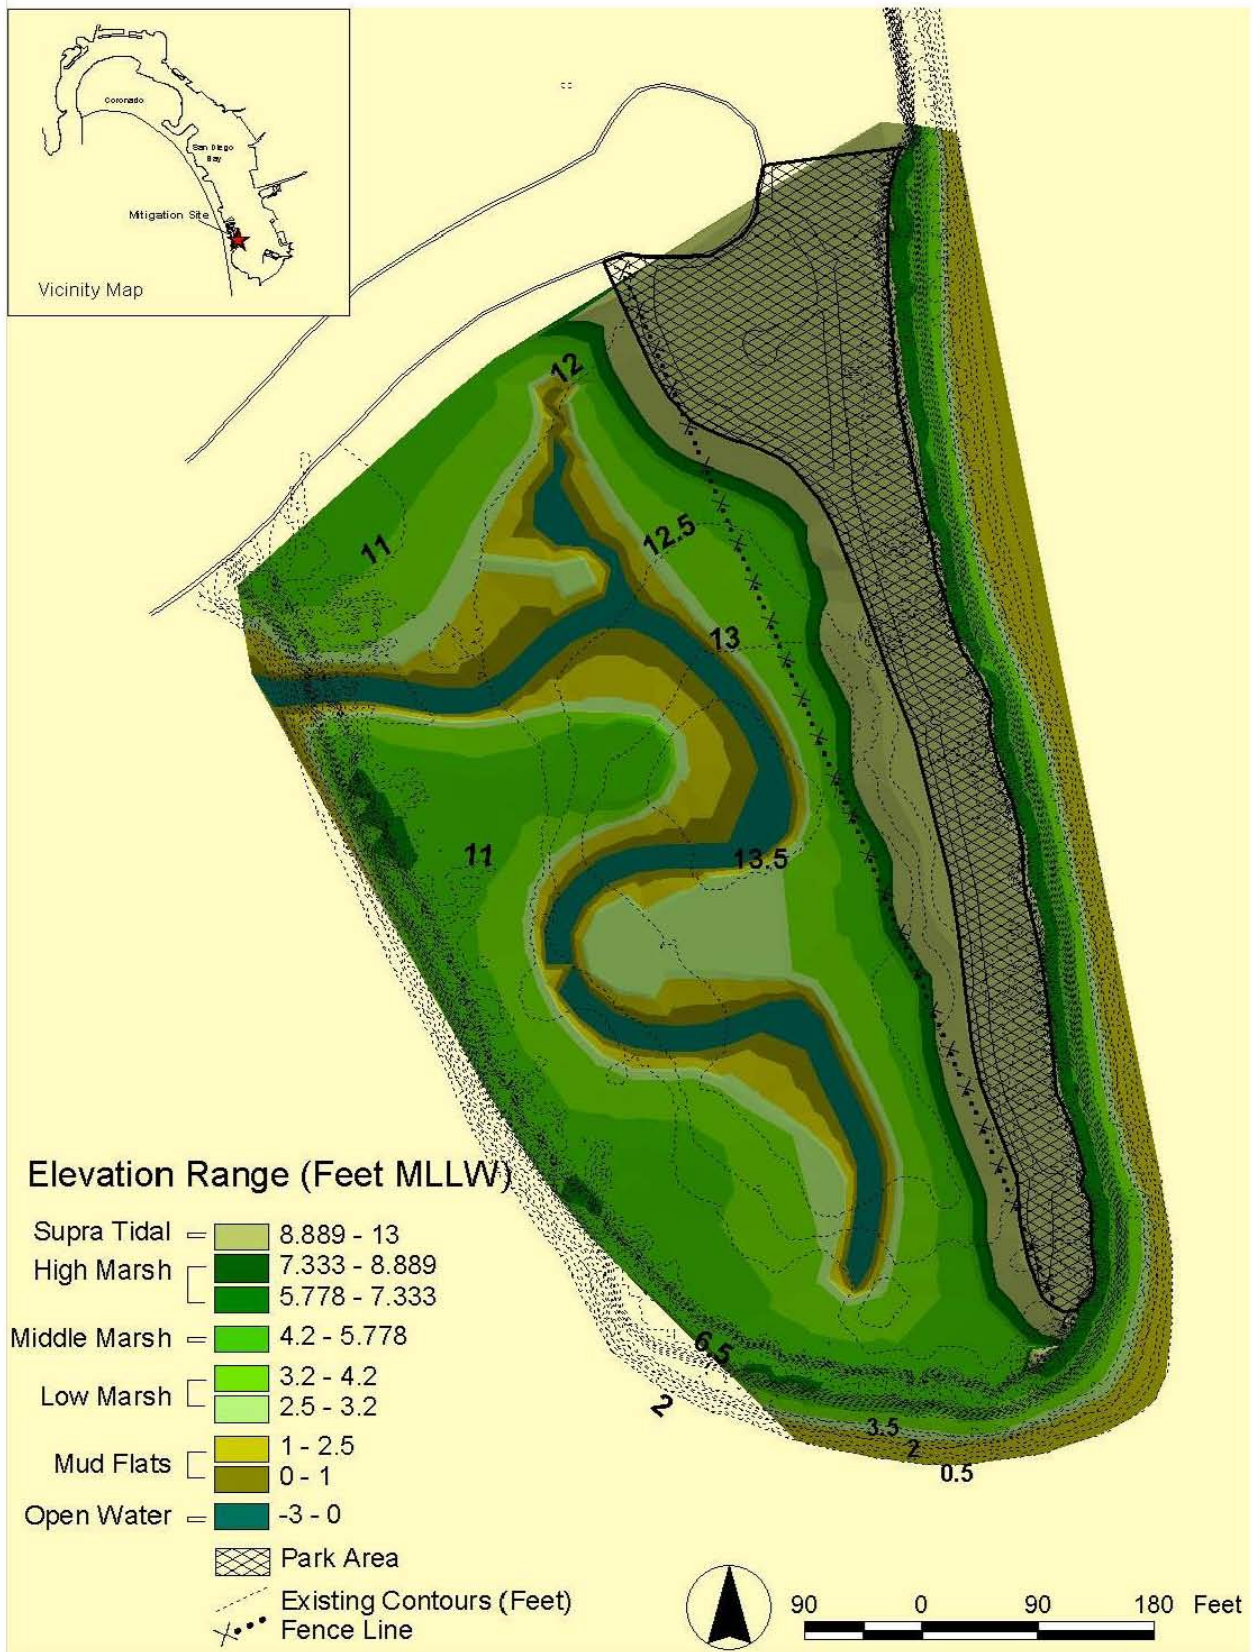 Coronado
San Diego
Bay
Mitigation Site
Vicinity Map
12
11
12.5
13
11
13.5
6.5
2
3.5
2
0.5
Elevation Range (Feet MLLW)
Supra Tidal 8.889 - 13
High Marsh 7.333 - 8.889
5.778 - 7.333
Middle Marsh 4.2 - 5.778
Low Marsh 3.2 - 4.2
2.5 - 3.2
Mud Flats 1 - 2.5
0 - 1
Open Water -3 - 0
Park Area
Existing Contours (Feet)
Fence Line
90 0 90 180 Feet